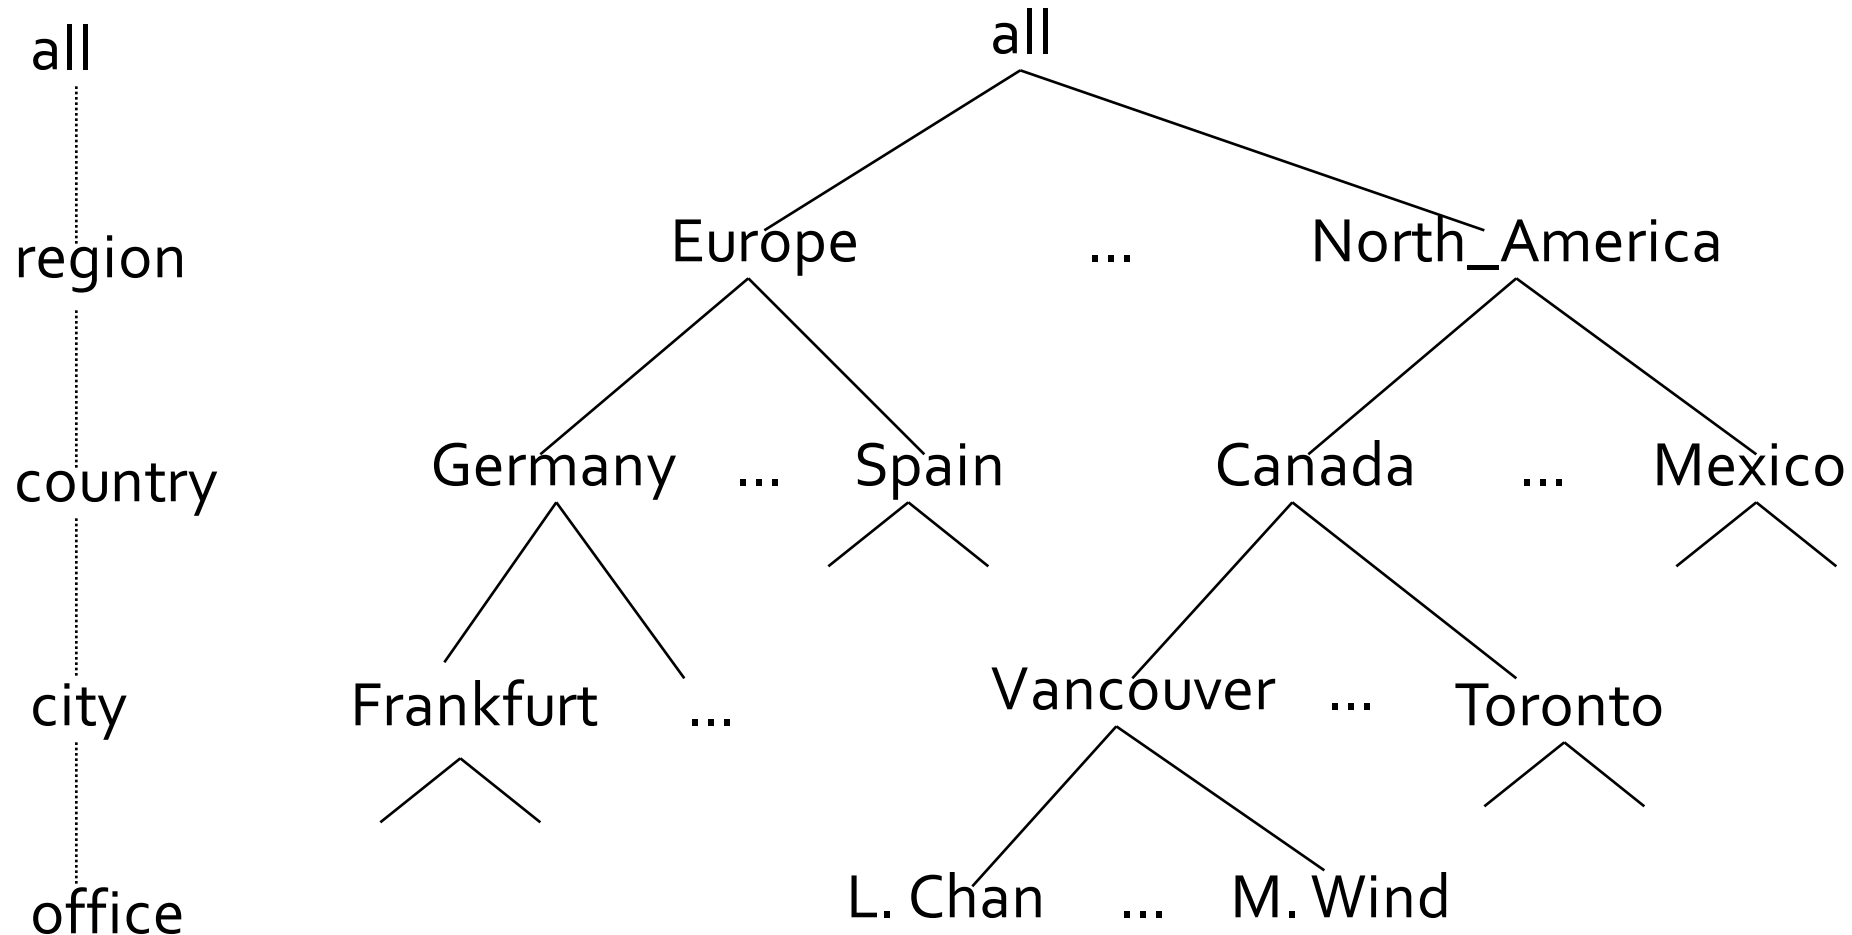 all all
region Europe ... North_America
country Germany ... Spain Canada ... Mexico
city Frankfurt ... Vancouver ... Toronto
office L. Chan ... M. Wind